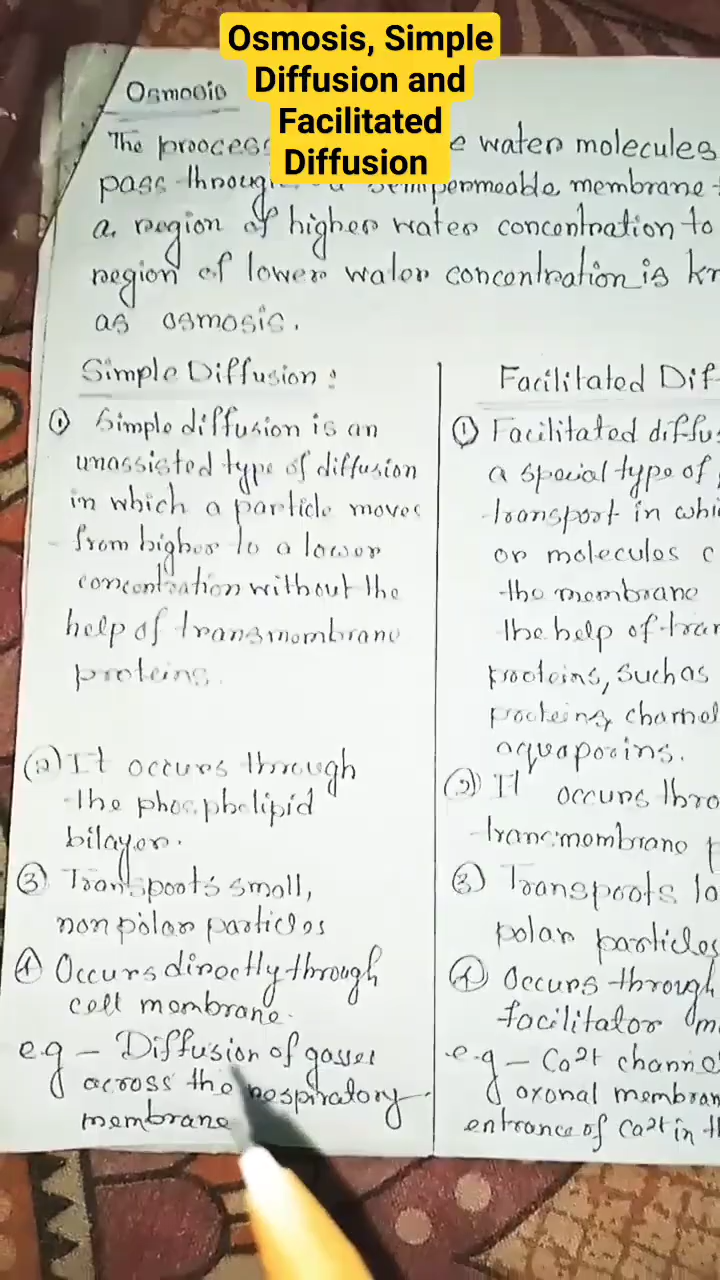 Osmosis, Simple
Diffusion and
Facilitated
Diffusion
Osmosis
The process water molecules
pass through a semipermeable membrane
a region of higher water concentration to
region of lower water concentration is
as osmosis.
Simple Diffusion :
① Simple diffusion is an
unassisted type of diffusion
in which a particle moves
from higher to a lower
concentration without the
help of transmembrane
proteins.
(2) It occurs through
the phospholipid
bilayer.
③ Transports small,
non polar particles
④ Occurs directly through
cell membrane.
e.g – Diffusion of gasses
across the respiratory
membrane
Facilitated Dif
① Facilitated diffus
a special type of
transport in whi
or molecules c
the membrane
the help of tran
proteins, such as
proteins, channel
aquaporins.
(2) It occurs thro
transmembrane p
③ Transports la
polar particles
④ Occurs through
facilitator m
e.g – Ca2+ channe
axonal membran
entrance of Ca2+ in th